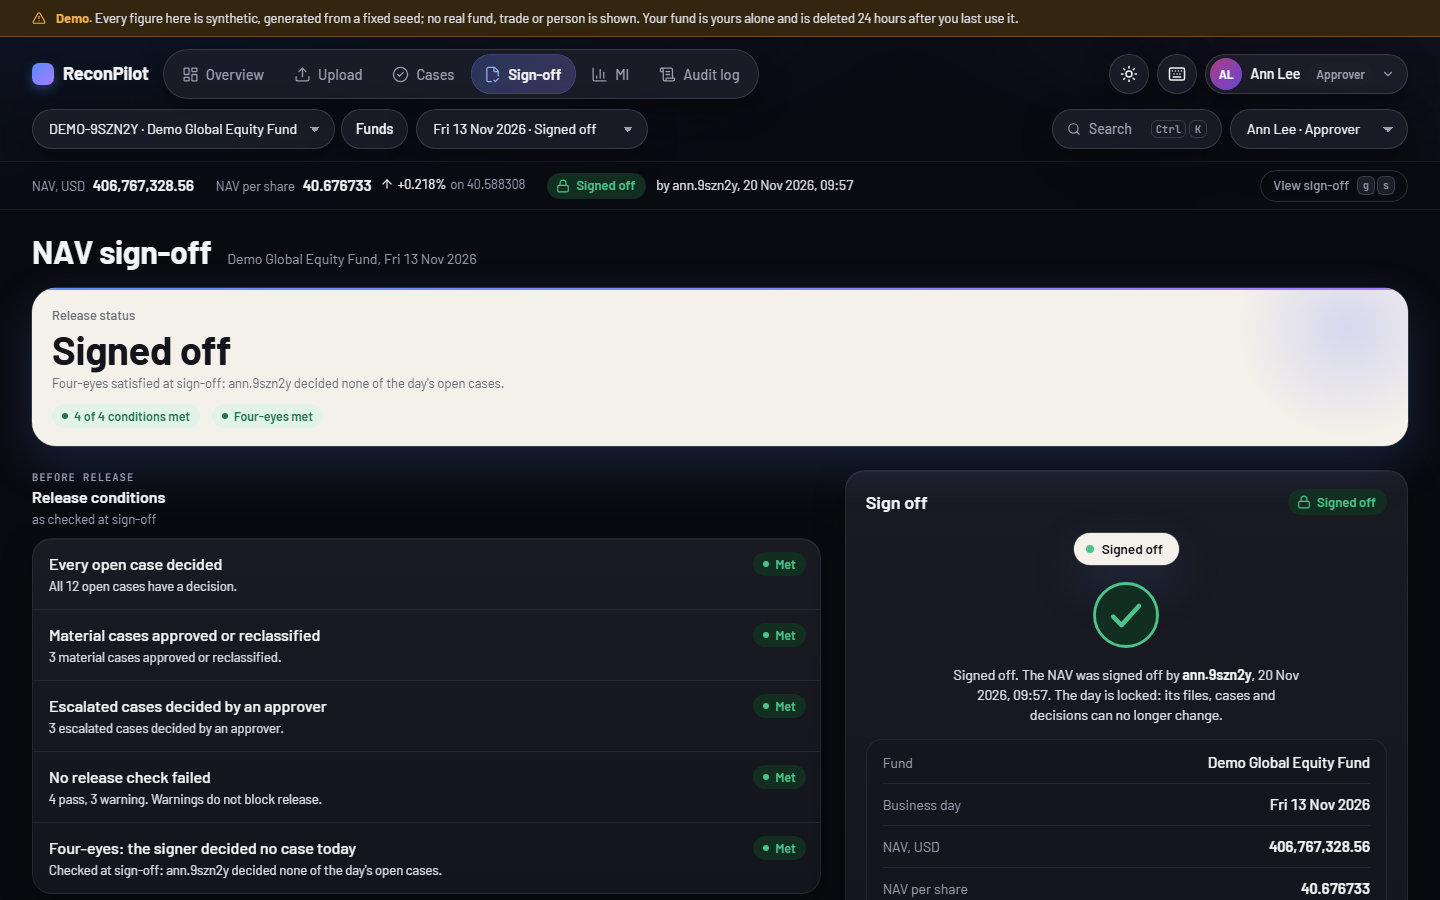 Demo. Every figure here is synthetic, generated from a fixed seed; no real fund, trade or person is shown. Your fund is yours alone and is deleted 24 hours after you last use it.
ReconPilot
Overview
Upload
Cases
Sign-off
MI
Audit log
AL
Ann Lee
Approver
DEMO-9SZN2Y · Demo Global Equity Fund
Funds
Fri 13 Nov 2026 · Signed off
Search
Ctrl K
Ann Lee · Approver
NAV, USD 406,767,328.56
NAV per share 40.676733 ↑ +0.218% on 40.588308
Signed off
by ann.9szn2y, 20 Nov 2026, 09:57
View sign-off g s
NAV sign-off
Demo Global Equity Fund, Fri 13 Nov 2026
Release status
Signed off
Four-eyes satisfied at sign-off: ann.9szn2y decided none of the day's open cases.
4 of 4 conditions met
Four-eyes met
BEFORE RELEASE
Release conditions
as checked at sign-off
Every open case decided
All 12 open cases have a decision.
Met
Material cases approved or reclassified
3 material cases approved or reclassified.
Met
Escalated cases decided by an approver
3 escalated cases decided by an approver.
Met
No release check failed
4 pass, 3 warning. Warnings do not block release.
Met
Four-eyes: the signer decided no case today
Checked at sign-off: ann.9szn2y decided none of the day's open cases.
Met
Sign off
Signed off
Signed off
Signed off. The NAV was signed off by ann.9szn2y, 20 Nov
2026, 09:57. The day is locked: its files, cases and
decisions can no longer change.
Fund
Demo Global Equity Fund
Business day
Fri 13 Nov 2026
NAV, USD
406,767,328.56
NAV per share
40.676733